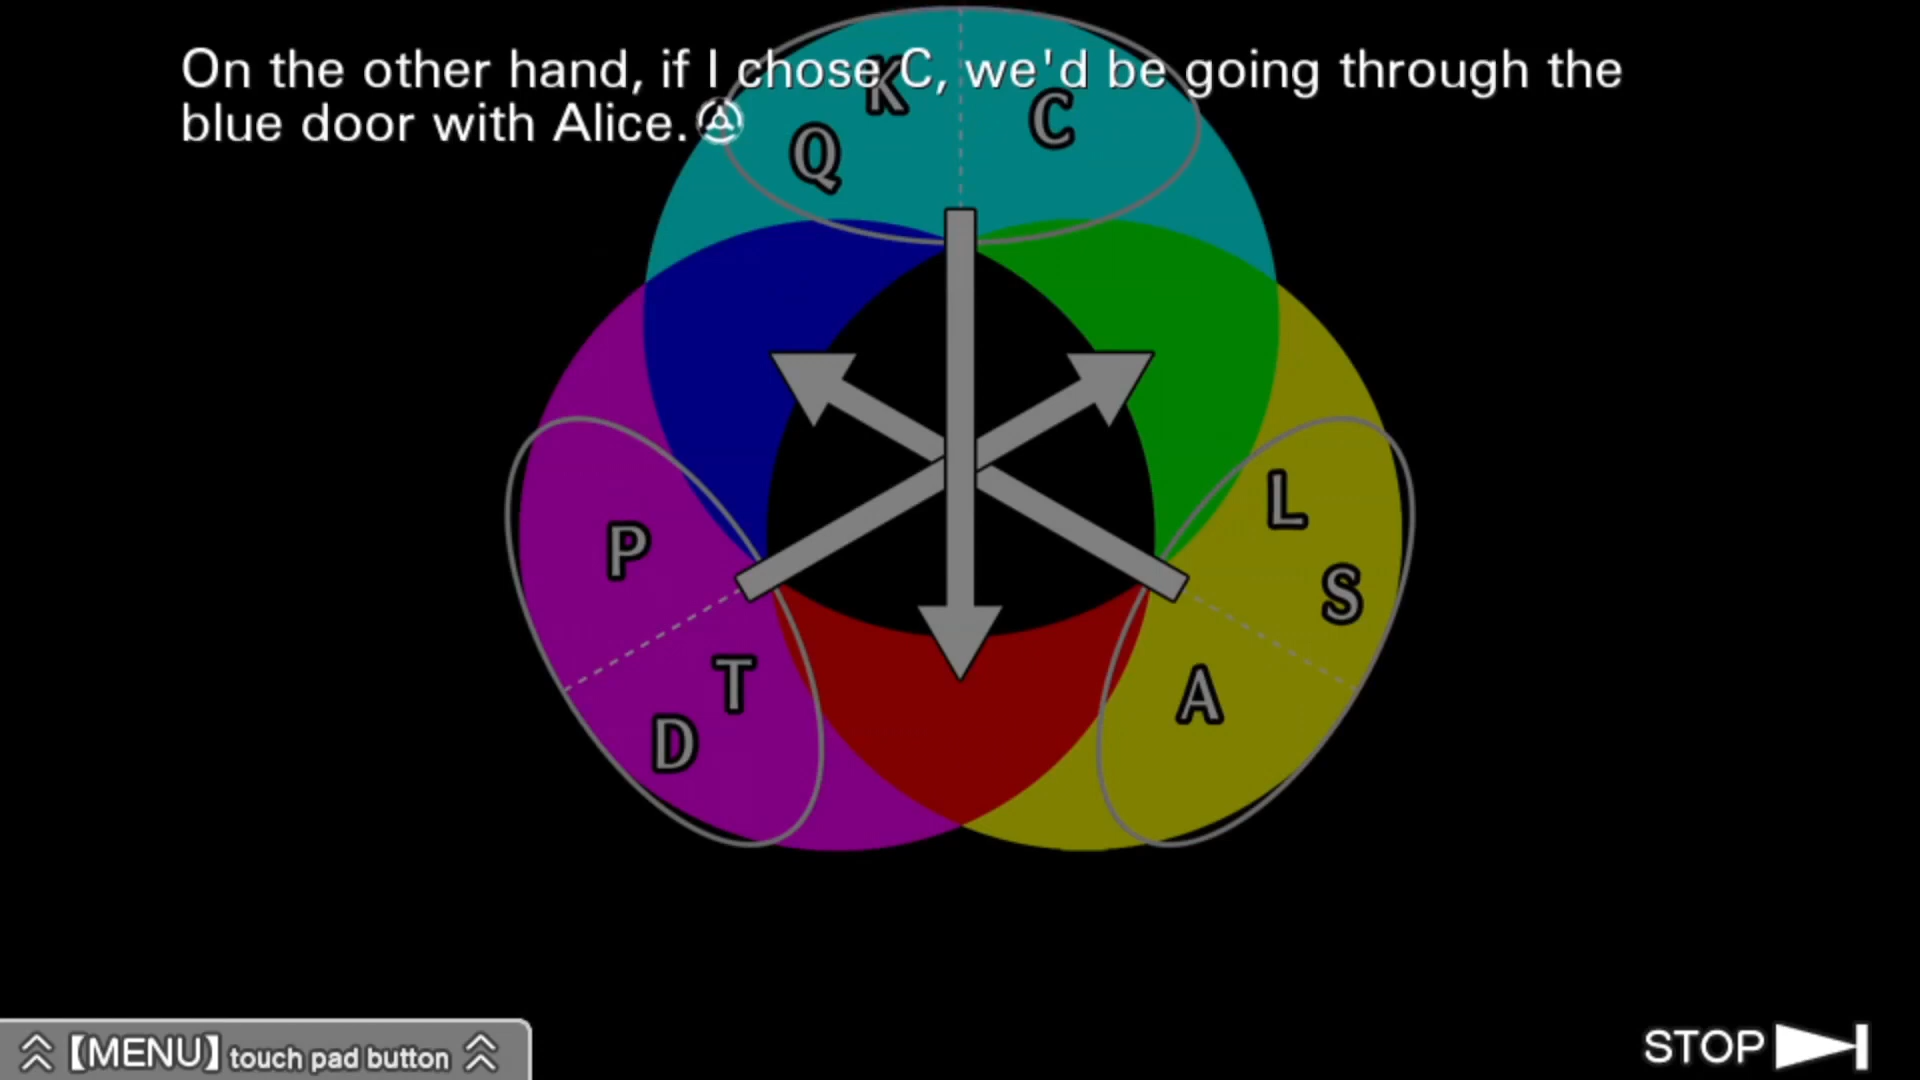 On the other hand, if I chose C, we'd be going through the
blue door with Alice.
K
C
Q
L
P
S
T
A
D
【MENU】touch pad button
STOP